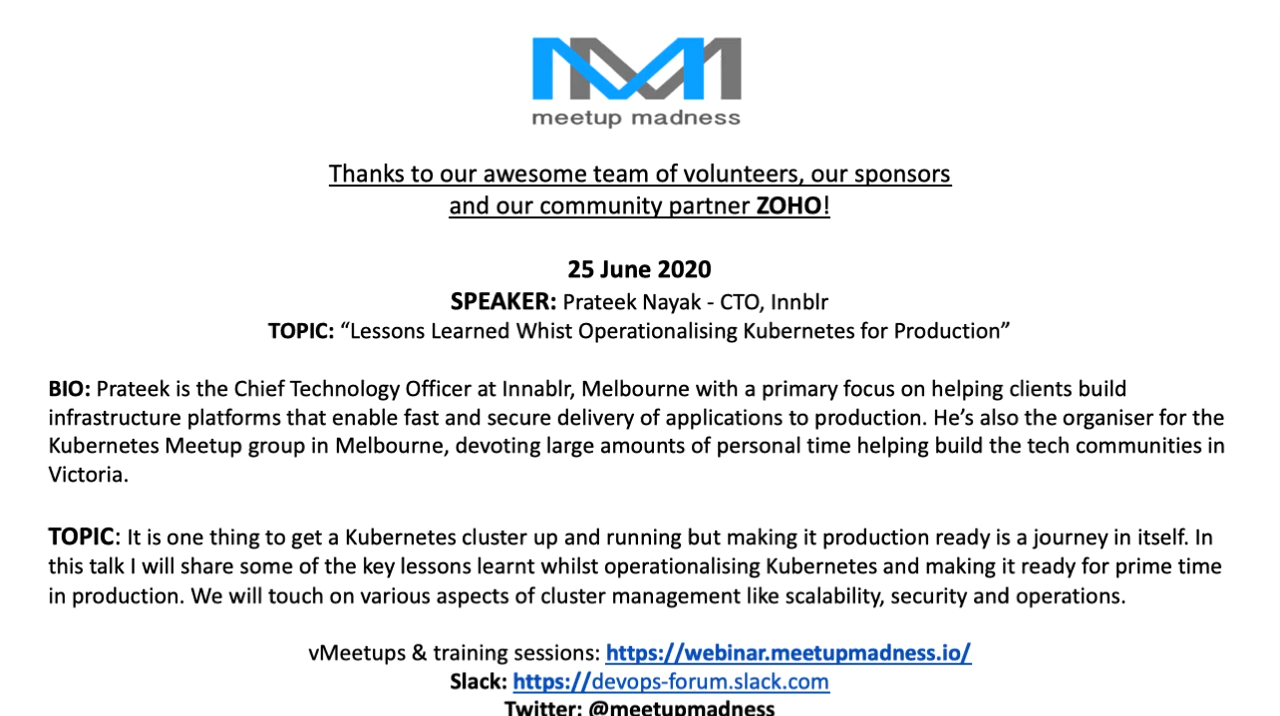 meetup madness
Thanks to our awesome team of volunteers, our sponsors
and our community partner ZOHO!
25 June 2020
SPEAKER: Prateek Nayak - CTO, Innblr
TOPIC: “Lessons Learned Whist Operationalising Kubernetes for Production”
BIO: Prateek is the Chief Technology Officer at Innablr, Melbourne with a primary focus on helping clients build
infrastructure platforms that enable fast and secure delivery of applications to production. He’s also the organiser for the
Kubernetes Meetup group in Melbourne, devoting large amounts of personal time helping build the tech communities in
Victoria.
TOPIC: It is one thing to get a Kubernetes cluster up and running but making it production ready is a journey in itself. In
this talk I will share some of the key lessons learnt whilst operationalising Kubernetes and making it ready for prime time
in production. We will touch on various aspects of cluster management like scalability, security and operations.
vMeetups & training sessions: https://webinar.meetupmadness.io/
Slack: https://devops-forum.slack.com
Twitter: @meetupmadness